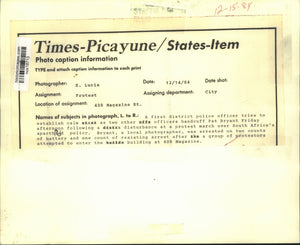 12-15-84
Times-Picayune/States-Item
Photo caption information
TYPE and attach caption information to each print
Photographer: Date: 12/14/84 Date shot:
Assignment: Protest Assigning department: City
Location of assignment: 600 Magazine St.
Names of subjects in photograph, L to R: A First District police officer tries to
establish calm as two other officers handcuff Pat Bryant Friday
afternoon following a disturbance at a protest march over South Africa's
apartheid policy. Bryant, a local photographer, was arrested on two counts
of battery and one count of resisting arrest after a group of protestors
attempted to enter the building at 600 Magazine.